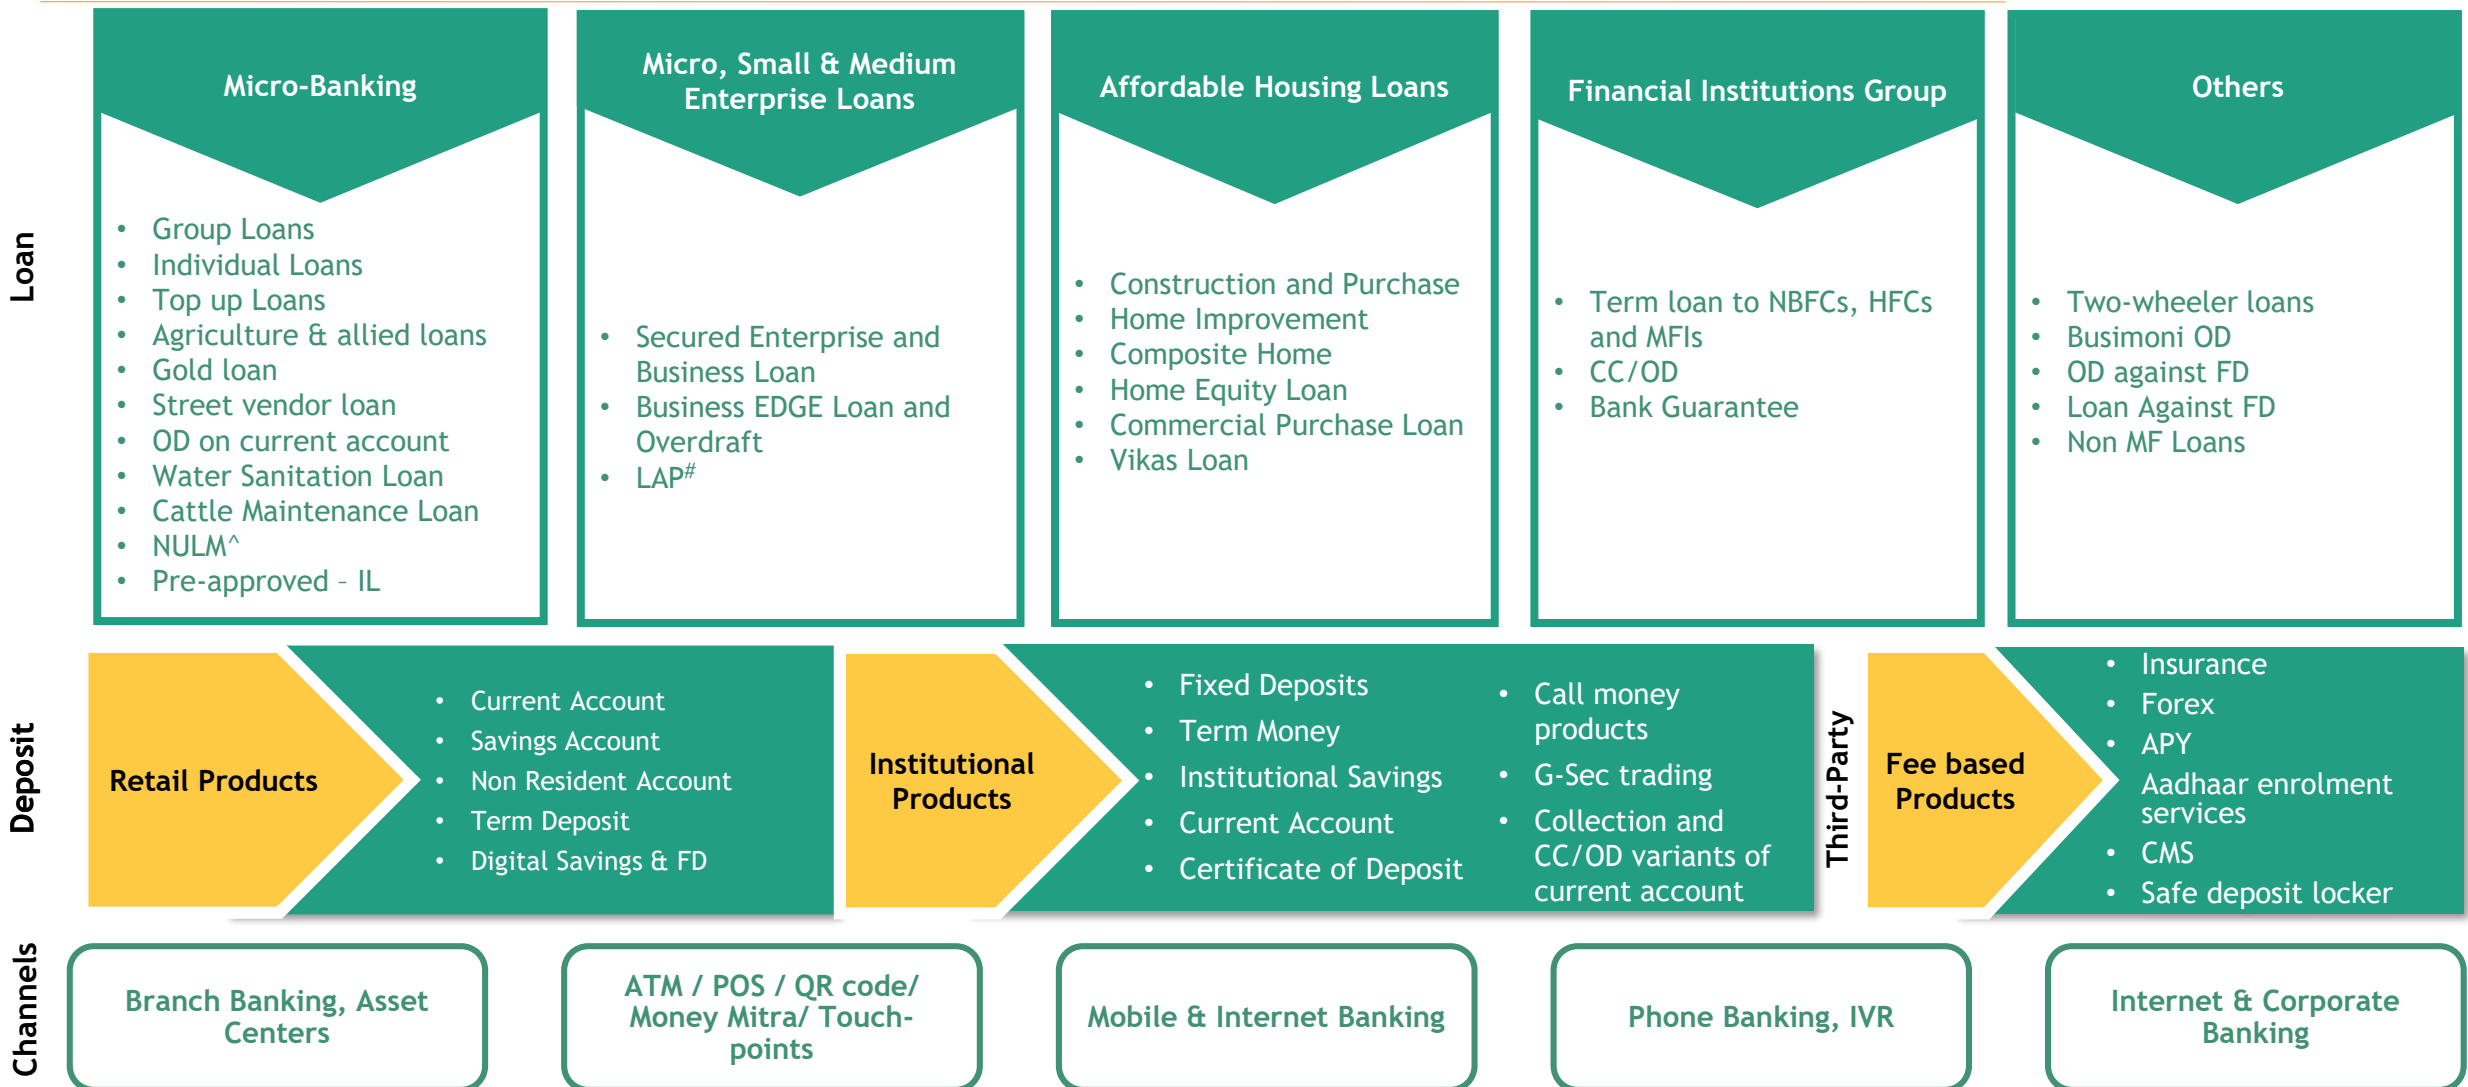 Loan
Micro-Banking
• Group Loans
• Individual Loans
• Top up Loans
• Agriculture & allied loans
• Gold loan
• Street vendor loan
• OD on current account
• Water Sanitation Loan
• Cattle Maintenance Loan
• NULM^
• Pre-approved – IL
Micro, Small & Medium
Enterprise Loans
• Secured Enterprise and
Business Loan
• Business EDGE Loan and
Overdraft
• LAP#
Affordable Housing Loans
• Construction and Purchase
• Home Improvement
• Composite Home
• Home Equity Loan
• Commercial Purchase Loan
• Vikas Loan
Financial Institutions Group
• Term loan to NBFCs, HFCs
and MFIs
• CC/OD
• Bank Guarantee
Others
• Two-wheeler loans
• Busimoni OD
• OD against FD
• Loan Against FD
• Non MF Loans
Deposit
Retail Products
• Current Account
• Savings Account
• Non Resident Account
• Term Deposit
• Digital Savings & FD
Institutional
Products
• Fixed Deposits
• Term Money
• Institutional Savings
• Current Account
• Certificate of Deposit
• Call money
products
• G-Sec trading
• Collection and
CC/OD variants of
current account
Third-Party
Fee based
Products
• Insurance
• Forex
• APY
• Aadhaar enrolment
services
• CMS
• Safe deposit locker
Channels
Branch Banking, Asset
Centers
ATM / POS / QR code/
Money Mitra/ Touch-
points
Mobile & Internet Banking
Phone Banking, IVR
Internet & Corporate
Banking